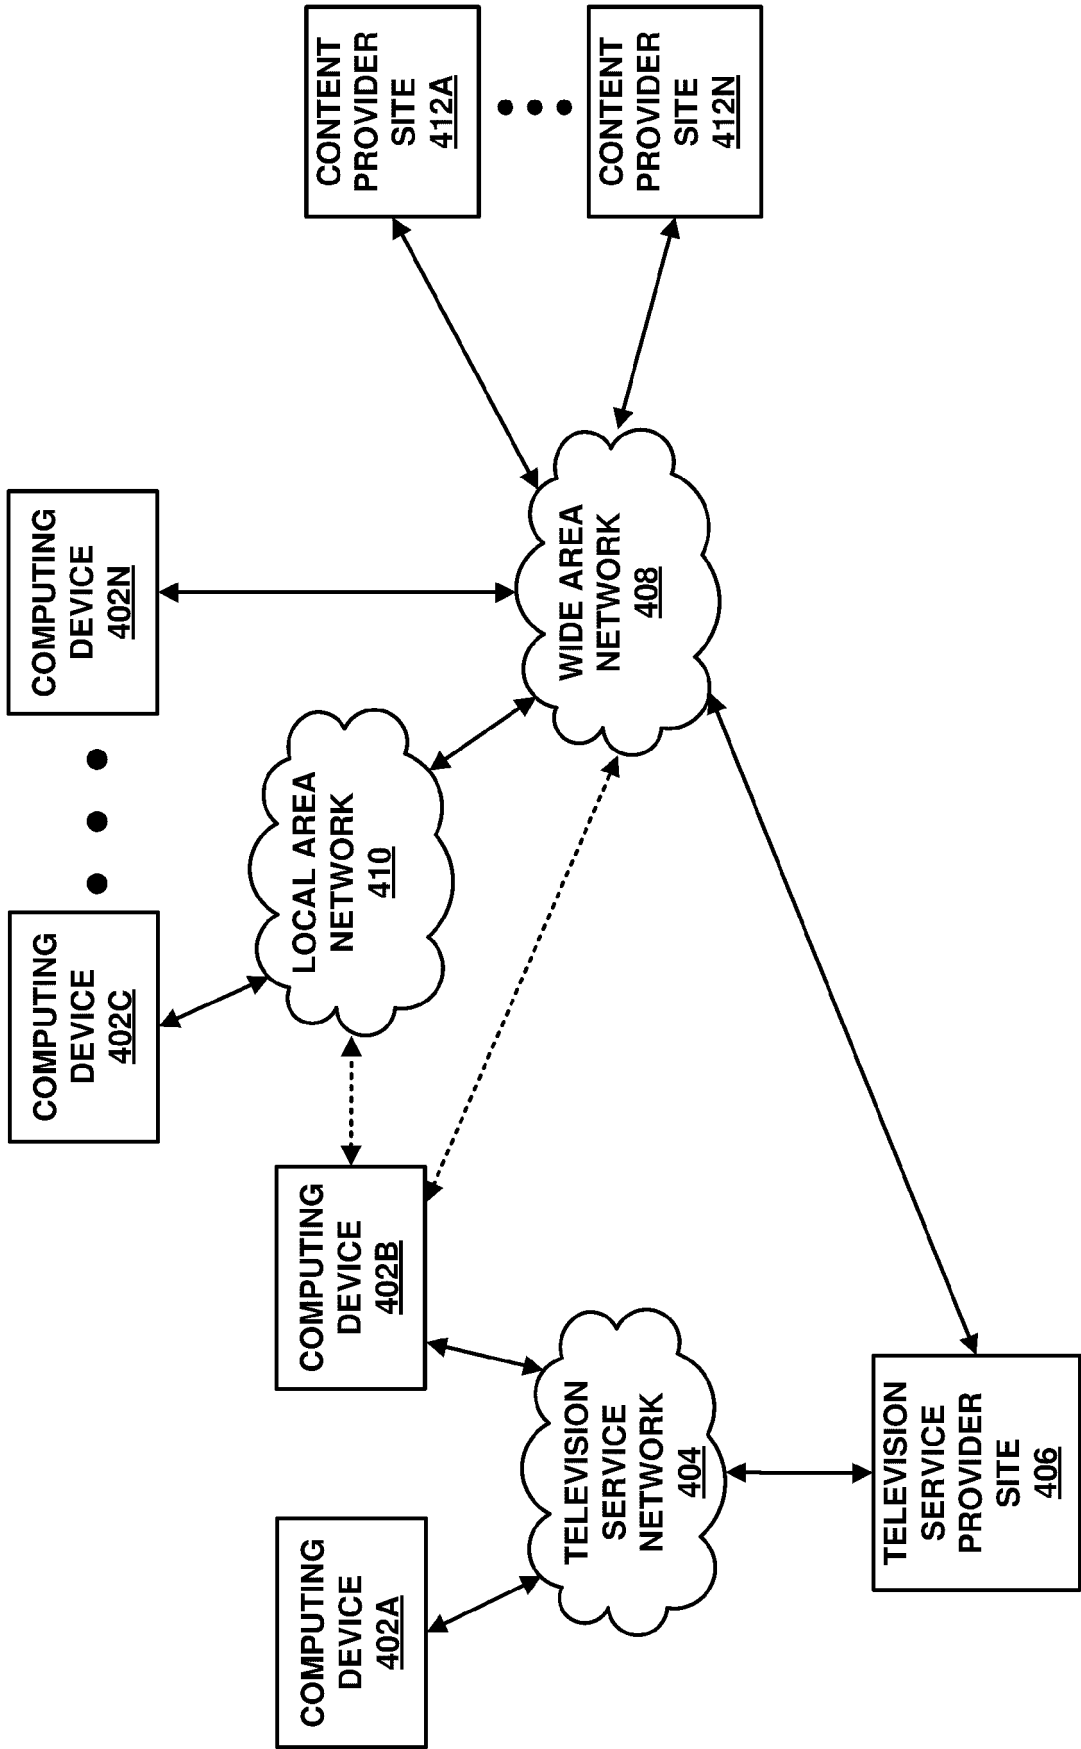 COMPUTING
DEVICE
402C
COMPUTING
DEVICE
402N
COMPUTING
DEVICE
402A
COMPUTING
DEVICE
402B
LOCAL AREA
NETWORK
410
CONTENT
PROVIDER
SITE
412A
TELEVISION
SERVICE
NETWORK
404
WIDE AREA
NETWORK
408
CONTENT
PROVIDER
SITE
412N
TELEVISION
SERVICE
PROVIDER
SITE
406